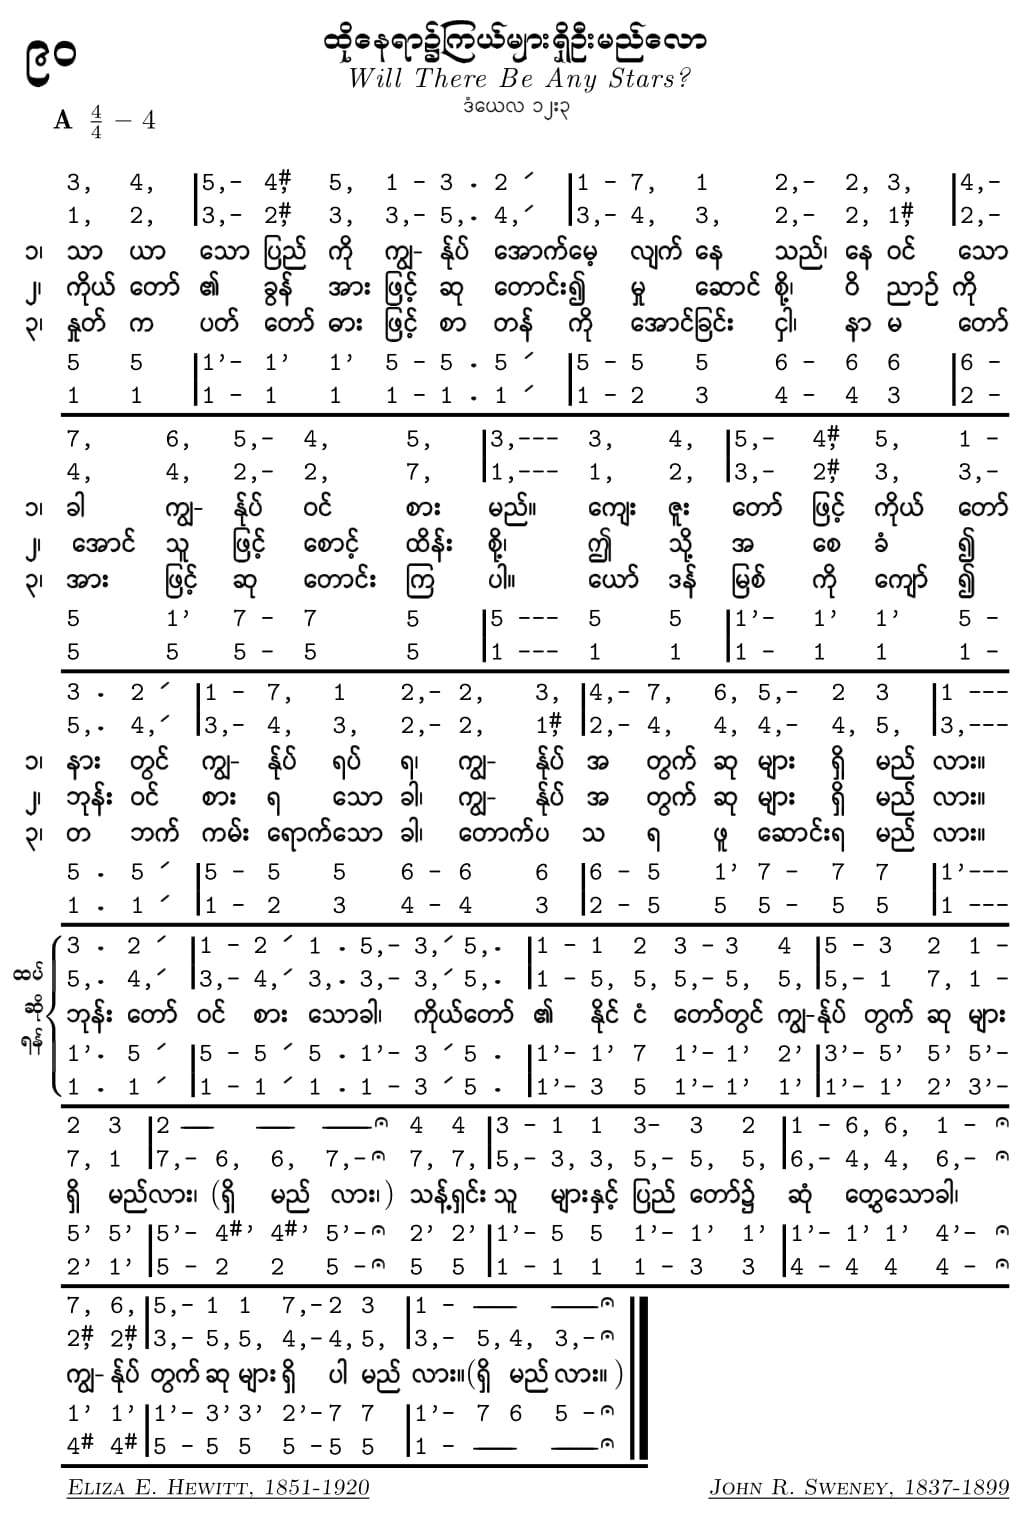 ၉၀
ထိုနေရာ၌ကြယ်များရှိဦးမည်လော
Will There Be Any Stars?
ဒံယေလ ၁၂း၃
A 4/4 – 4
3, 4, |5,- 4#, 5, 1 - 3 . 2 ˊ |1 - 7, 1 2,- 2, 3, |4,-
1, 2, |3,- 2#, 3, 3,- 5,. 4,ˊ |3,- 4, 3, 2,- 2, 1#, |2,-
၁၊ သာ ယာ သော ပြည် ကို ကျွ- န်ုပ် အောက်မေ့ လျက် နေ သည်၊ နေ ဝင် သော
၂၊ ကိုယ် တော် ၏ ခွန် အား ဖြင့် ဆု တောင်း၍ မှု ဆောင် စို့၊ ဝိ ညာဉ် ကို
၃၊ နှုတ် က ပတ် တော် ဓား ဖြင့် စာ တန် ကို အောင်ခြင်း ငှါ၊ နာ မ တော်
5 5 |1’- 1’ 1’ 5 - 5 . 5 ˊ |5 - 5 5 6 - 6 6 |6 -
1 1 |1 - 1 1 1 - 1 . 1 ˊ |1 - 2 3 4 - 4 3 |2 -
7, 6, 5,- 4, 5, |3,--- 3, 4, |5,- 4#, 5, 1 -
4, 4, 2,- 2, 7, |1,--- 1, 2, |3,- 2#, 3, 3,-
၁၊ ခါ ကျွ- န်ုပ် ဝင် စား မည်။ ကျေး ဇူး တော် ဖြင့် ကိုယ် တော်
၂၊ အောင် သူ ဖြင့် စောင့် ထိန်း စို့၊ ဤ သို့ အ စေ ခံ ၍
၃၊ အား ဖြင့် ဆု တောင်း ကြ ပါ။ ယော် ဒန် မြစ် ကို ကျော် ၍
5 1’ 7 - 7 5 |5 --- 5 5 |1’- 1’ 1’ 5 -
5 5 5 - 5 5 |1 --- 1 1 |1 - 1 1 1 -
3 . 2 ˊ |1 - 7, 1 2,- 2, 3, |4,- 7, 6, 5,- 2 3 |1 ---
5,. 4,ˊ |3,- 4, 3, 2,- 2, 1#, |2,- 4, 4, 4,- 4, 5, |3,---
၁၊ နား တွင် ကျွ- န်ုပ် ရပ် ရ၊ ကျွ- န်ုပ် အ တွက် ဆု များ ရှိ မည် လား။
၂၊ ဘုန်း ဝင် စား ရ သော ခါ၊ ကျွ- န်ုပ် အ တွက် ဆု များ ရှိ မည် လား။
၃၊ တ ဘက် ကမ်း ရောက်သော ခါ၊ တောက်ပ သ ရ ဖူ ဆောင်းရ မည် လား။
5 . 5 ˊ |5 - 5 5 6 - 6 6 |6 - 5 1’ 7 - 7 7 |1’---
1 . 1 ˊ |1 - 2 3 4 - 4 3 |2 - 5 5 5 - 5 5 |1 ---
ထပ်ဆိုရန်
3 . 2 ˊ |1 - 2 ˊ 1 . 5,- 3,ˊ 5,. |1 - 1 2 3 - 3 4 |5 - 3 2 1 -
5,. 4,ˊ |3,- 4,ˊ 3,. 3,- 3,ˊ 5,. |1 - 5, 5, 5,- 5, 5, |5,- 1 7, 1 -
ဘုန်း တော် ဝင် စား သောခါ၊ ကိုယ်တော် ၏ နိုင် ငံ တော်တွင် ကျွ-န်ုပ် တွက် ဆု များ
1’. 5 ˊ |5 - 5 ˊ 5 . 1’- 3 ˊ 5 . |1’- 1’ 7 1’- 1’ 2’ |3’- 5’ 5’ 5’-
1 . 1 ˊ |1 - 1 ˊ 1 . 1 - 3 ˊ 5 . |1’- 3 5 1’- 1’ 1’ |1’- 1’ 2’ 3’-
2 3 |2 — — — 𝄐 4 4 |3 - 1 1 3- 3 2 |1 - 6, 6, 1 - 𝄐
7, 1 |7,- 6, 6, 7,-𝄐 7, 7, |5,- 3, 3, 5,- 5, 5, |6,- 4, 4, 6,- 𝄐
ရှိ မည်လား၊ (ရှိ မည် လား၊) သန့်ရှင်း သူ များနှင့် ပြည် တော်၌ ဆုံ တွေ့သောခါ၊
5’ 5’ |5’- 4#’ 4#’ 5’-𝄐 2’ 2’ |1’- 5 5 1’- 1’ 1’ |1’- 1’ 1’ 4’- 𝄐
2’ 1’ |5 - 2 2 5 -𝄐 5 5 |1 - 1 1 1 - 3 3 |4 - 4 4 4 - 𝄐
7, 6, |5,- 1 1 7,-2 3 |1 - — —𝄐
2#, 2#, |3,- 5, 5, 4,-4, 5, |3,- 5, 4, 3,-𝄐
ကျွ- န်ုပ် တွက် ဆု များ ရှိ ပါ မည် လား။(ရှိ မည် လား။ )
1’ 1’ |1’- 3’ 3’ 2’-7 7 |1’- 7 6 5 -𝄐
4# 4# |5 - 5 5 5 -5 5 |1 - — —𝄐
Eliza E. Hewitt, 1851-1920
John R. Sweney, 1837-1899